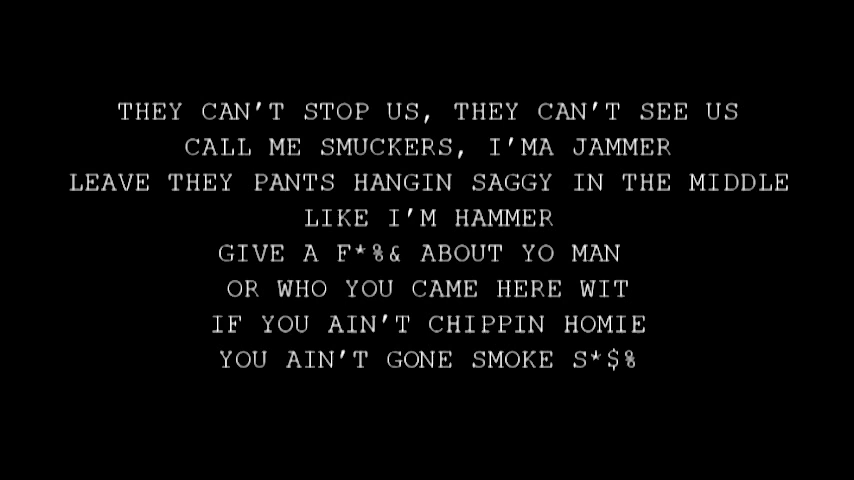 THEY CAN'T STOP US, THEY CAN'T SEE US
CALL ME SMUCKERS, I'MA JAMMER
LEAVE THEY PANTS HANGIN SAGGY IN THE MIDDLE
LIKE I'M HAMMER
GIVE A F*%& ABOUT YO MAN
OR WHO YOU CAME HERE WIT
IF YOU AIN'T CHIPPIN HOMIE
YOU AIN'T GONE SMOKE S*$%